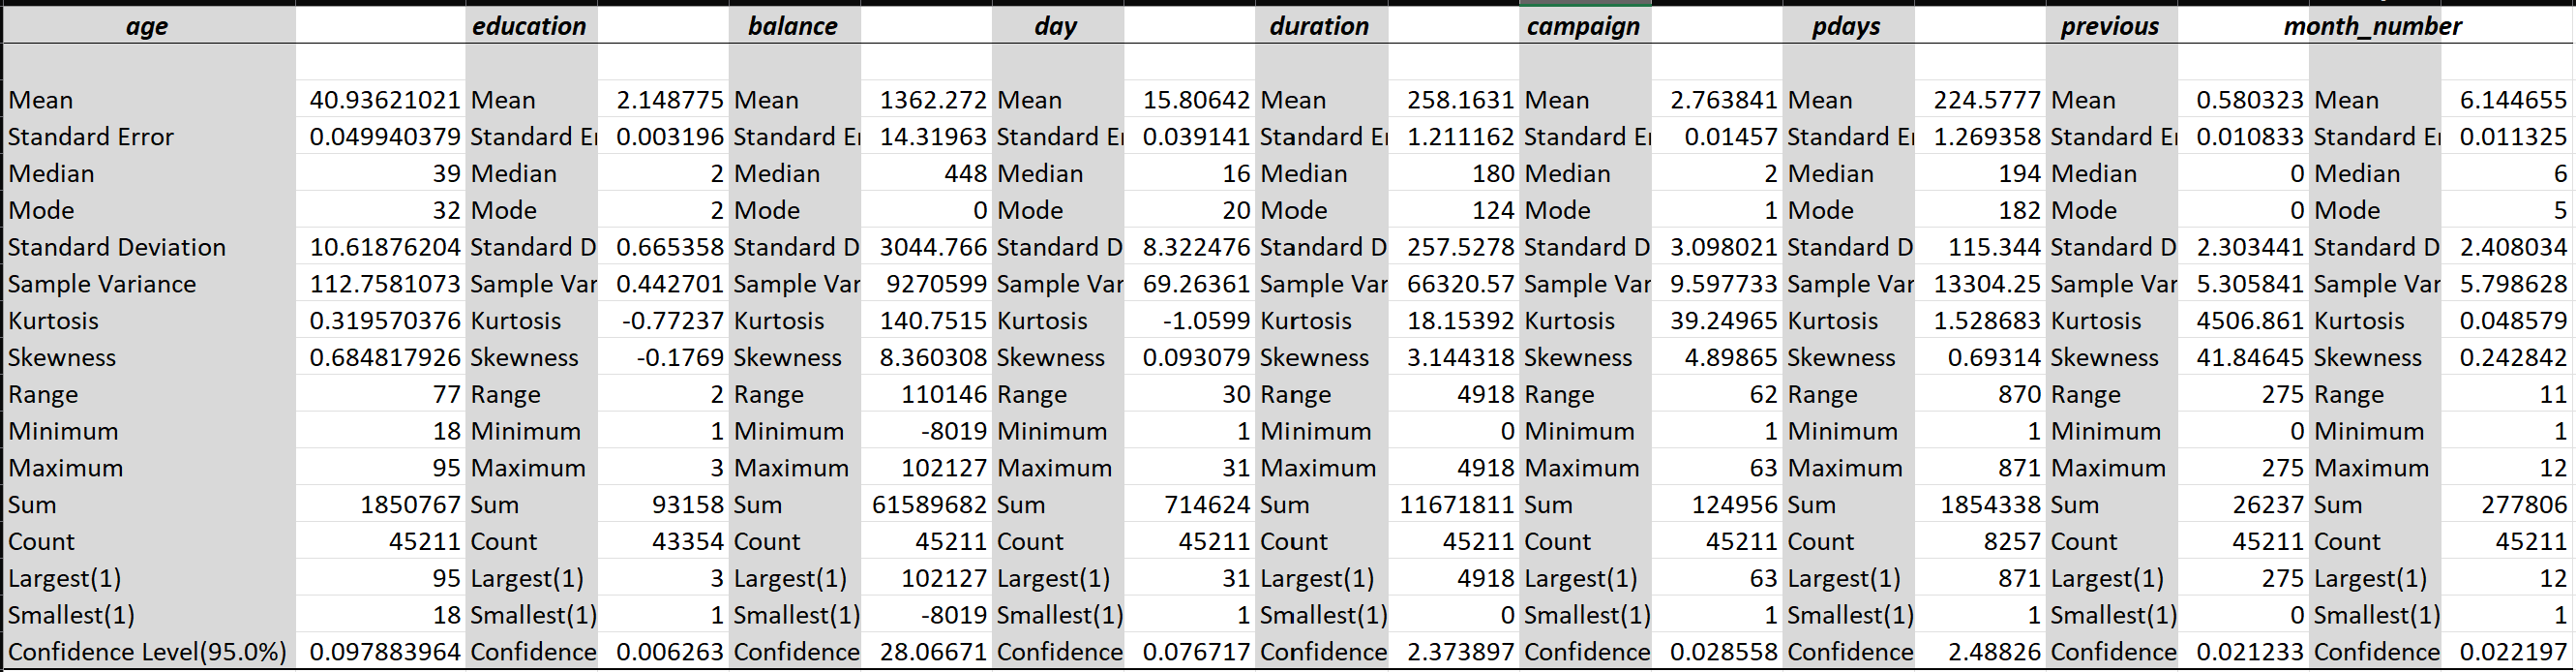 age education balance day duration campaign pdays previous month_number
Mean 40.93621021 Mean 2.148775 Mean 1362.272 Mean 15.80642 Mean 258.1631 Mean 2.763841 Mean 224.5777 Mean 0.580323 Mean 6.144655
Standard Error 0.049940379 Standard Er 0.003196 Standard Er 14.31963 Standard Er 0.039141 Standard Er 1.211162 Standard Er 0.01457 Standard Er 1.269358 Standard Er 0.010833 Standard Er 0.011325
Median 39 Median 2 Median 448 Median 16 Median 180 Median 2 Median 194 Median 0 Median 6
Mode 32 Mode 2 Mode 0 Mode 20 Mode 124 Mode 1 Mode 182 Mode 0 Mode 5
Standard Deviation 10.61876204 Standard D 0.665358 Standard D 3044.766 Standard D 8.322476 Standard D 257.5278 Standard D 3.098021 Standard D 115.344 Standard D 2.303441 Standard D 2.408034
Sample Variance 112.7581073 Sample Var 0.442701 Sample Var 9270599 Sample Var 69.26361 Sample Var 66320.57 Sample Var 9.597733 Sample Var 13304.25 Sample Var 5.305841 Sample Var 5.798628
Kurtosis 0.319570376 Kurtosis -0.77237 Kurtosis 140.7515 Kurtosis -1.0599 Kurtosis 18.15392 Kurtosis 39.24965 Kurtosis 1.528683 Kurtosis 4506.861 Kurtosis 0.048579
Skewness 0.684817926 Skewness -0.1769 Skewness 8.360308 Skewness 0.093079 Skewness 3.144318 Skewness 4.89865 Skewness 0.69314 Skewness 41.84645 Skewness 0.242842
Range 77 Range 2 Range 110146 Range 30 Range 4918 Range 62 Range 870 Range 275 Range 11
Minimum 18 Minimum 1 Minimum -8019 Minimum 1 Minimum 0 Minimum 1 Minimum 1 Minimum 0 Minimum 1
Maximum 95 Maximum 3 Maximum 102127 Maximum 31 Maximum 4918 Maximum 63 Maximum 871 Maximum 275 Maximum 12
Sum 1850767 Sum 93158 Sum 61589682 Sum 714624 Sum 11671811 Sum 124956 Sum 1854338 Sum 26237 Sum 277806
Count 45211 Count 43354 Count 45211 Count 45211 Count 45211 Count 45211 Count 8257 Count 45211 Count 45211
Largest(1) 95 Largest(1) 3 Largest(1) 102127 Largest(1) 31 Largest(1) 4918 Largest(1) 63 Largest(1) 871 Largest(1) 275 Largest(1) 12
Smallest(1) 18 Smallest(1) 1 Smallest(1) -8019 Smallest(1) 1 Smallest(1) 0 Smallest(1) 1 Smallest(1) 1 Smallest(1) 0 Smallest(1) 1
Confidence Level(95.0%) 0.097883964 Confidence 0.006263 Confidence 28.06671 Confidence 0.076717 Confidence 2.373897 Confidence 0.028558 Confidence 2.48826 Confidence 0.021233 Confidence 0.022197